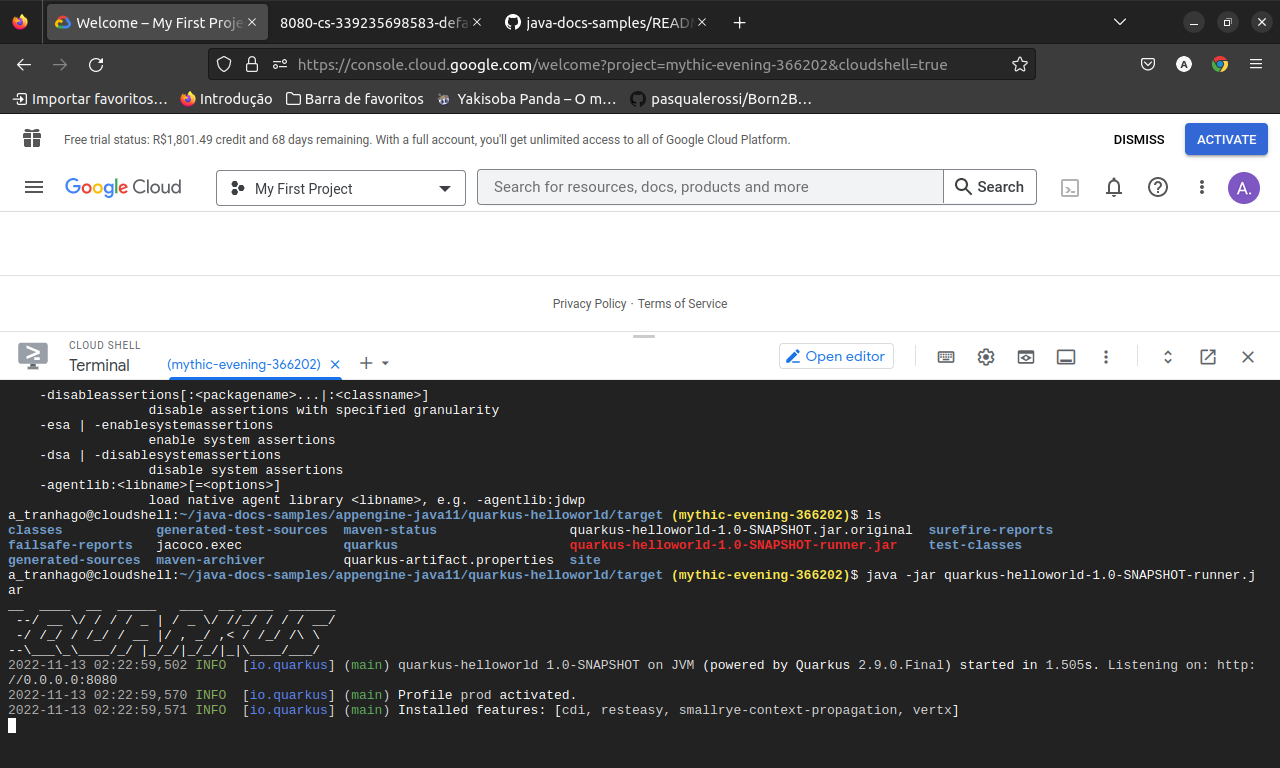 Welcome – My First Proje
8080-cs-339235698583-defa
java-docs-samples/READI
https://console.cloud.google.com/welcome?project=mythic-evening-366202&cloudshell=true
Importar favoritos… Introdução Barra de favoritos Yakisoba Panda – O m… pasqualerossi/Born2B…
Free trial status: R$1,801.49 credit and 68 days remaining. With a full account, you'll get unlimited access to all of Google Cloud Platform. DISMISS ACTIVATE
Google Cloud My First Project Search for resources, docs, products and more Search A.
Privacy Policy · Terms of Service
CLOUD SHELL
Terminal (mythic-evening-366202) Open editor
    -disableassertions[:<packagename>...|:<classname>]
                  disable assertions with specified granularity
    -esa | -enablesystemassertions
                  enable system assertions
    -dsa | -disablesystemassertions
                  disable system assertions
    -agentlib:<libname>[=<options>]
                  load native agent library <libname>, e.g. -agentlib:jdwp
a_tranhago@cloudshell:~/java-docs-samples/appengine-java11/quarkus-helloworld/target (mythic-evening-366202)$ ls
classes            generated-test-sources  maven-status                 quarkus-helloworld-1.0-SNAPSHOT.jar.original  surefire-reports
failsafe-reports   jacoco.exec             quarkus                      quarkus-helloworld-1.0-SNAPSHOT-runner.jar    test-classes
generated-sources  maven-archiver          quarkus-artifact.properties  site
a_tranhago@cloudshell:~/java-docs-samples/appengine-java11/quarkus-helloworld/target (mythic-evening-366202)$ java -jar quarkus-helloworld-1.0-SNAPSHOT-runner.j
ar
__  ____  __  _____   ___  __ ____  ______
 --/ __ \/ / / / _ | / _ \/ //_/ / / / __/
 -/ /_/ / /_/ / __ |/ , _/ ,< / /_/ /\ \
--\___\_\____/_/ |_/_/|_/_/|_|\____/___/
2022-11-13 02:22:59,502 INFO  [io.quarkus] (main) quarkus-helloworld 1.0-SNAPSHOT on JVM (powered by Quarkus 2.9.0.Final) started in 1.505s. Listening on: http:
//0.0.0.0:8080
2022-11-13 02:22:59,570 INFO  [io.quarkus] (main) Profile prod activated.
2022-11-13 02:22:59,571 INFO  [io.quarkus] (main) Installed features: [cdi, resteasy, smallrye-context-propagation, vertx]